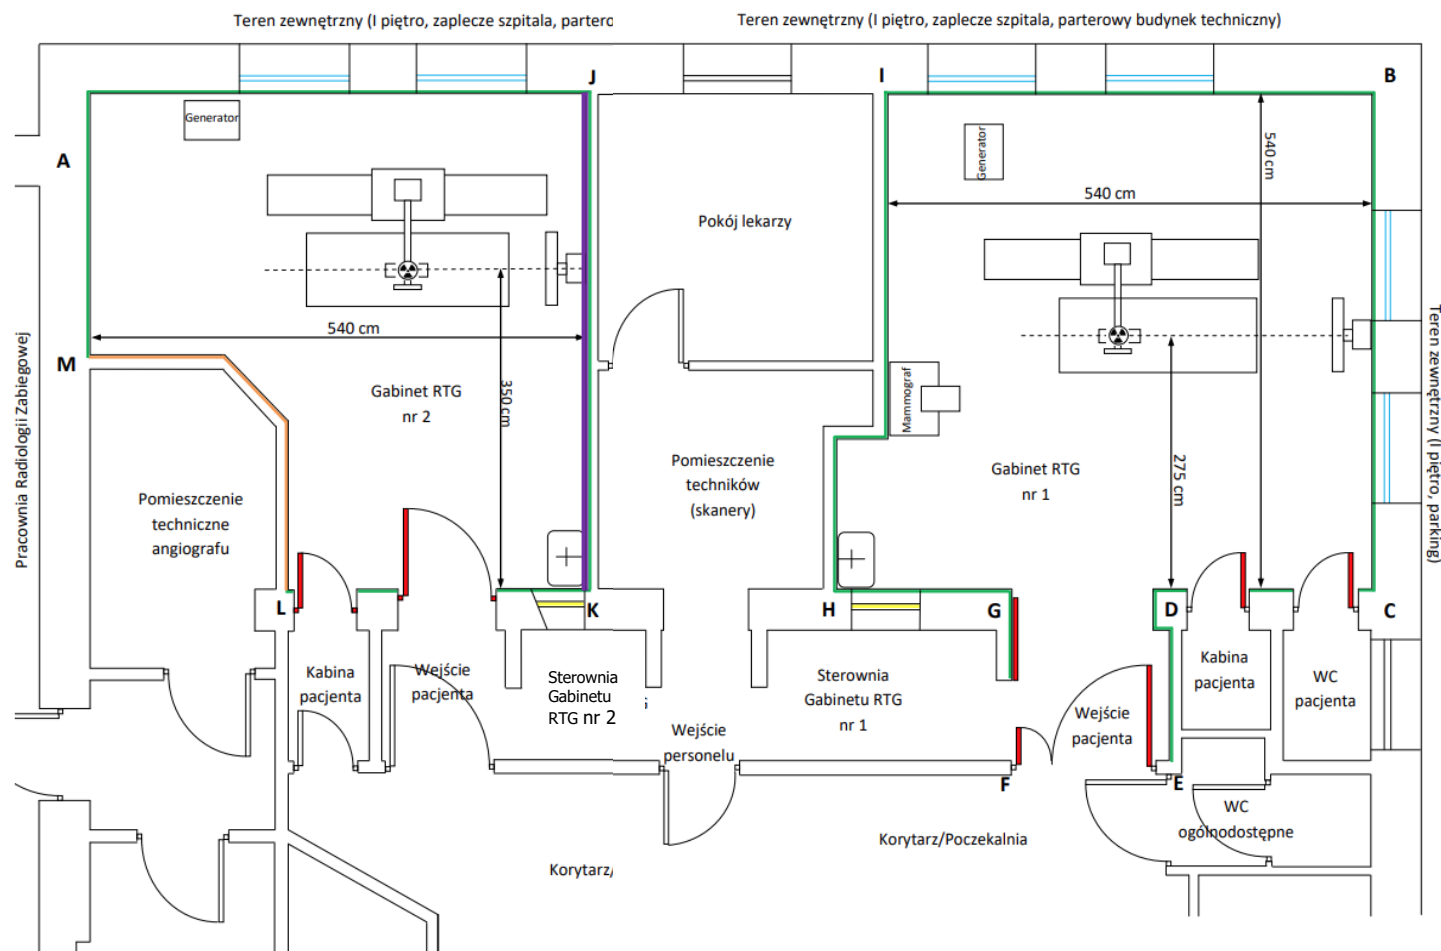 Teren zewnętrzny (I piętro, zaplecze szpitala, partero
Teren zewnętrzny (I piętro, zaplecze szpitala, parterowy budynek techniczny)
J
I
B
Generator
Generator
540 cm
A
540 cm
Pokój lekarzy
540 cm
M
Pracownia Radiologii Zabiegowej
Teren zewnętrzny (I piętro, parking)
Gabinet RTG
nr 2
350 cm
Mammograf
Pomieszczenie
techników
(skanery)
Gabinet RTG
nr 1
275 cm
Pomieszczenie
techniczne
angiografu
L
K
H
G
D
C
Kabina
pacjenta
Wejście
pacjenta
Sterownia
Gabinetu
RTG nr 2
Wejście
personelu
Sterownia
Gabinetu RTG
nr 1
Wejście
pacjenta
Kabina
pacjenta
WC
pacjenta
F
E
WC
ogólnodostępne
Korytarz/Poczekalnia
Korytarz/